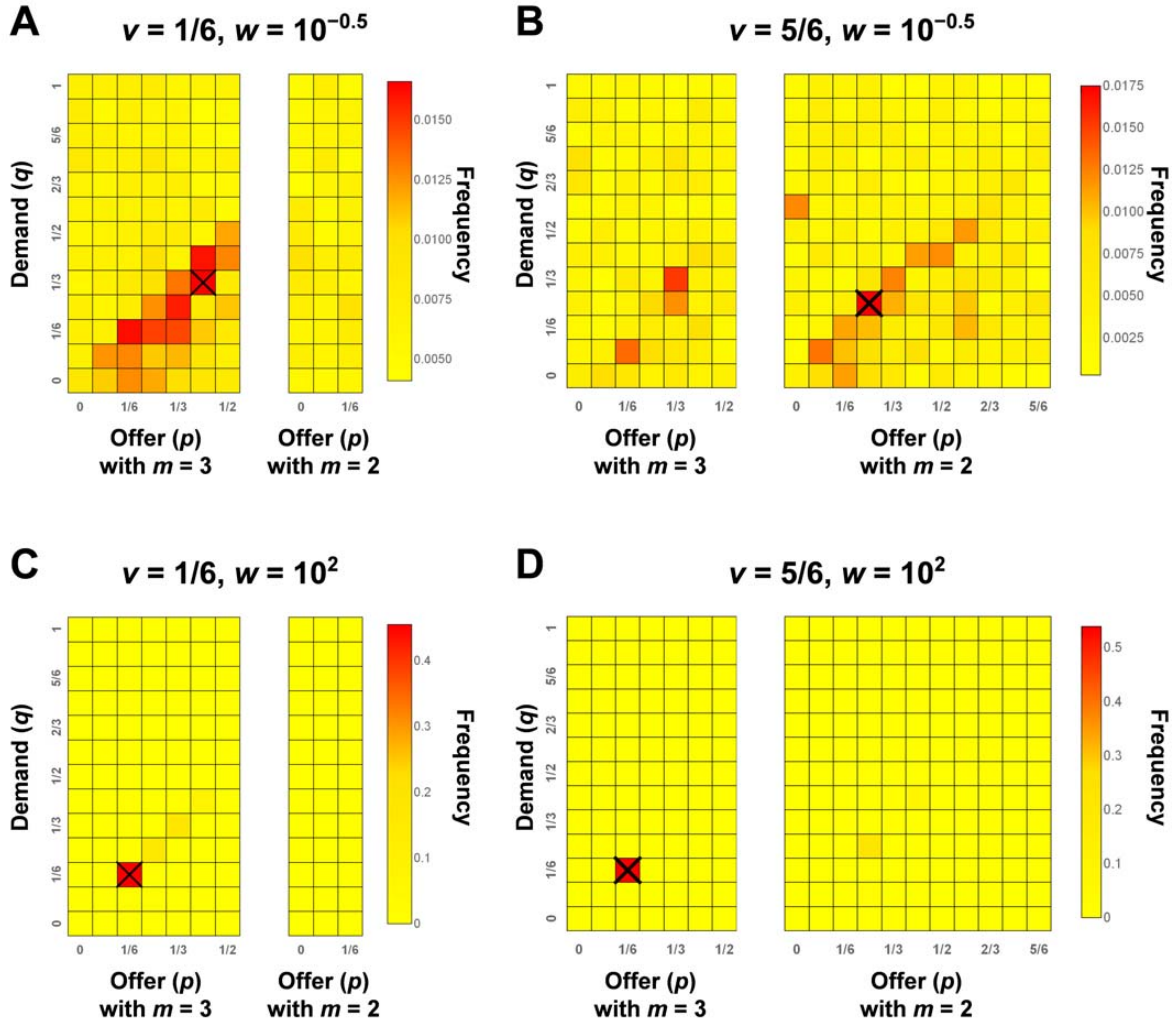 A
v = 1/6, w = 10⁻⁰·⁵
Demand (q)
1
5/6
2/3
1/2
1/3
1/6
0
0 1/6 1/3 1/2
Offer (p)
with m = 3
0 1/6
Offer (p)
with m = 2
0.0150
0.0125
0.0100
0.0075
0.0050
Frequency
B
v = 5/6, w = 10⁻⁰·⁵
Demand (q)
1
5/6
2/3
1/2
1/3
1/6
0
0 1/6 1/3 1/2
Offer (p)
with m = 3
0 1/6 1/3 1/2 2/3 5/6
Offer (p)
with m = 2
0.0175
0.0150
0.0125
0.0100
0.0075
0.0050
0.0025
Frequency
C
v = 1/6, w = 10²
Demand (q)
1
5/6
2/3
1/2
1/3
1/6
0
0 1/6 1/3 1/2
Offer (p)
with m = 3
0 1/6
Offer (p)
with m = 2
0.4
0.3
0.2
0.1
0
Frequency
D
v = 5/6, w = 10²
Demand (q)
1
5/6
2/3
1/2
1/3
1/6
0
0 1/6 1/3 1/2
Offer (p)
with m = 3
0 1/6 1/3 1/2 2/3 5/6
Offer (p)
with m = 2
0.5
0.4
0.3
0.2
0.1
0
Frequency